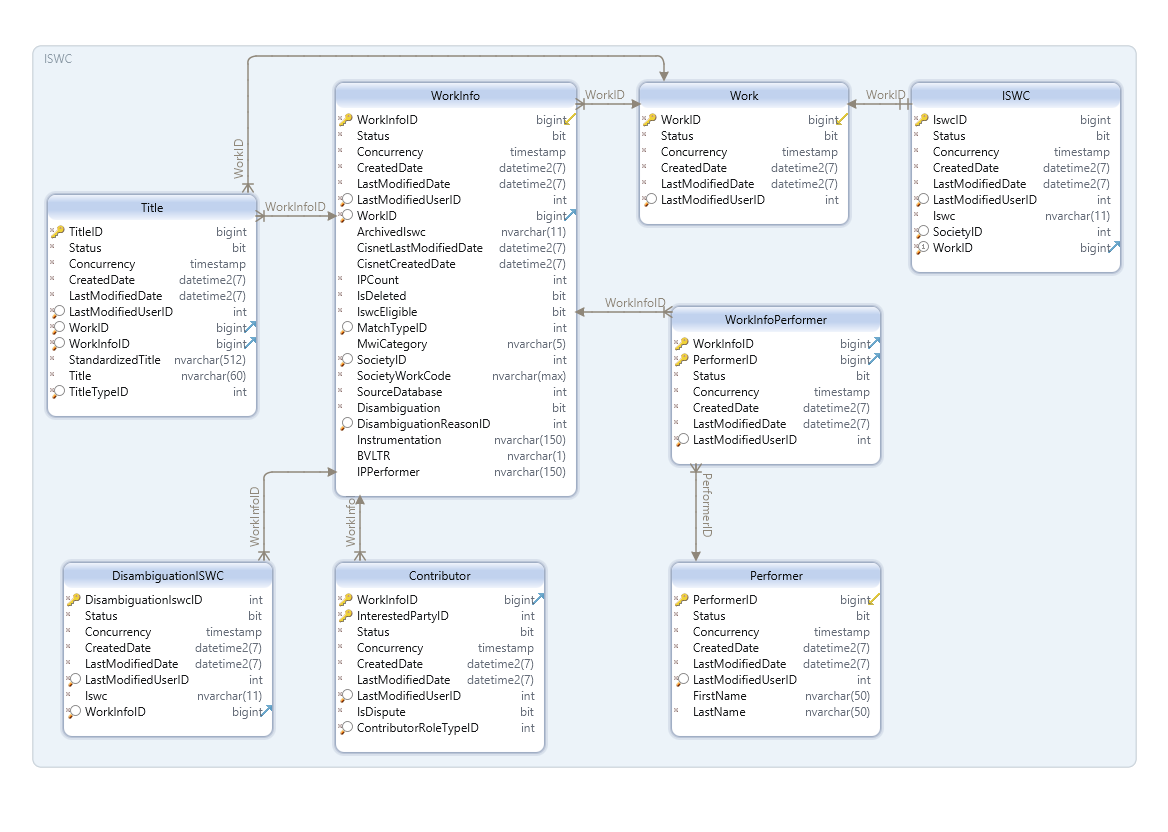 ISWC
WorkID
WorkInfoID
WorkID
WorkID
WorkInfoID
WorkInfoID
WorkInfo
PerformerID
WorkInfo
WorkInfoID bigint
Status bit
Concurrency timestamp
CreatedDate datetime2(7)
LastModifiedDate datetime2(7)
LastModifiedUserID int
WorkID bigint
ArchivedIswc nvarchar(11)
CisnetLastModifiedDate datetime2(7)
CisnetCreatedDate datetime2(7)
IPCount int
IsDeleted bit
IswcEligible bit
MatchTypeID int
MwiCategory nvarchar(5)
SocietyID int
SocietyWorkCode nvarchar(max)
SourceDatabase int
Disambiguation bit
DisambiguationReasonID int
Instrumentation nvarchar(150)
BVLTR nvarchar(1)
IPPerformer nvarchar(150)
Work
WorkID bigint
Status bit
Concurrency timestamp
CreatedDate datetime2(7)
LastModifiedDate datetime2(7)
LastModifiedUserID int
ISWC
IswcID bigint
Status bit
Concurrency timestamp
CreatedDate datetime2(7)
LastModifiedDate datetime2(7)
LastModifiedUserID int
Iswc nvarchar(11)
SocietyID int
WorkID bigint
Title
TitleID bigint
Status bit
Concurrency timestamp
CreatedDate datetime2(7)
LastModifiedDate datetime2(7)
LastModifiedUserID int
WorkID bigint
WorkInfoID bigint
StandardizedTitle nvarchar(512)
Title nvarchar(60)
TitleTypeID int
WorkInfoPerformer
WorkInfoID bigint
PerformerID bigint
Status bit
Concurrency timestamp
CreatedDate datetime2(7)
LastModifiedDate datetime2(7)
LastModifiedUserID int
DisambiguationISWC
DisambiguationIswcID int
Status bit
Concurrency timestamp
CreatedDate datetime2(7)
LastModifiedDate datetime2(7)
LastModifiedUserID int
Iswc nvarchar(11)
WorkInfoID bigint
Contributor
WorkInfoID bigint
InterestedPartyID int
Status bit
Concurrency timestamp
CreatedDate datetime2(7)
LastModifiedDate datetime2(7)
LastModifiedUserID int
IsDispute bit
ContributorRoleTypeID int
Performer
PerformerID bigint
Status bit
Concurrency timestamp
CreatedDate datetime2(7)
LastModifiedDate datetime2(7)
LastModifiedUserID int
FirstName nvarchar(50)
LastName nvarchar(50)